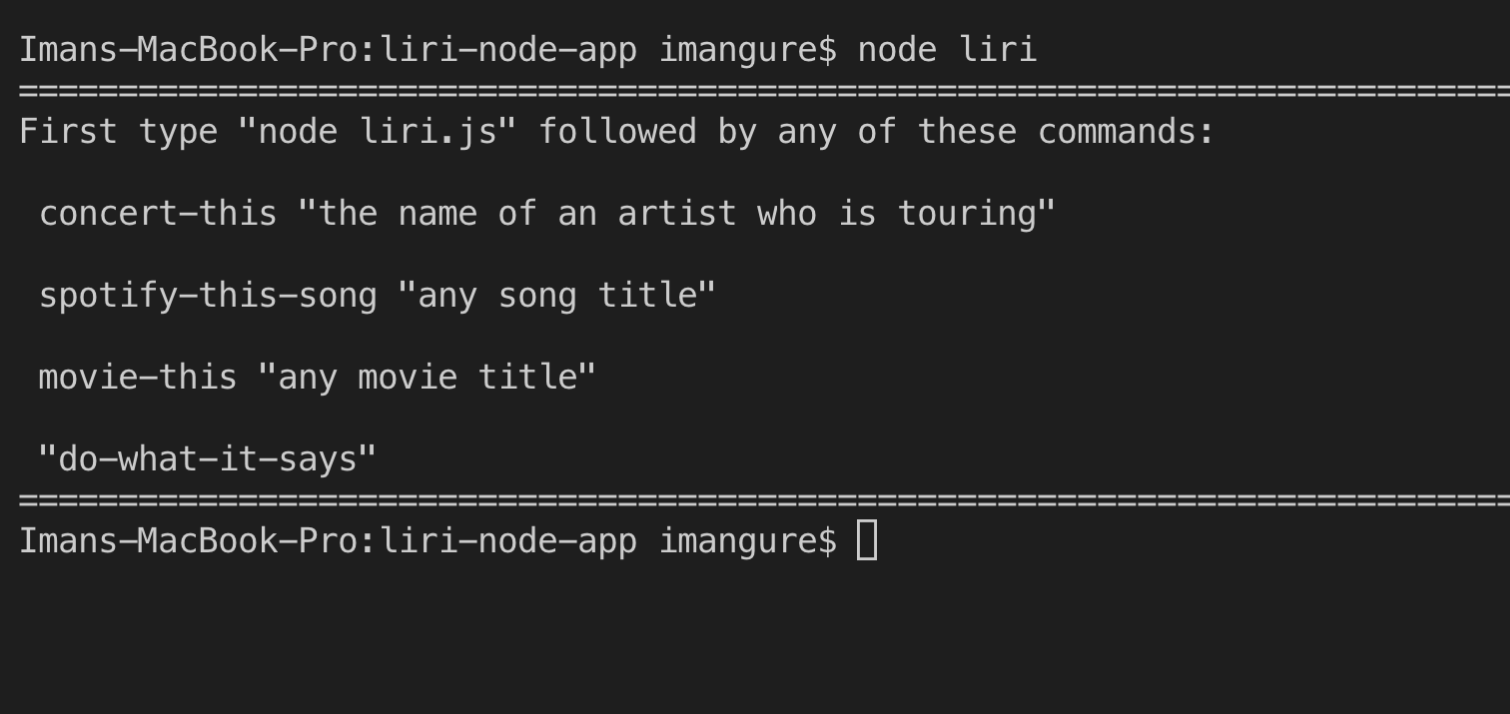 Imans-MacBook-Pro:liri-node-app imangure$ node liri
===========================================================================
First type "node liri.js" followed by any of these commands:
concert-this "the name of an artist who is touring"
spotify-this-song "any song title"
movie-this "any movie title"
"do-what-it-says"
===========================================================================
Imans-MacBook-Pro:liri-node-app imangure$